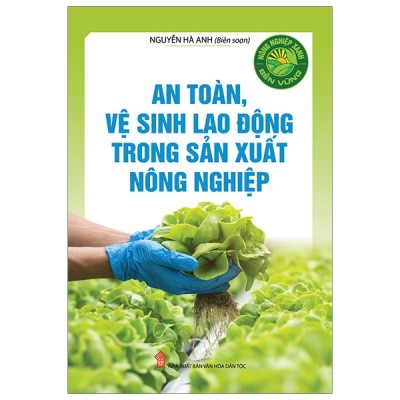 NGUYỄN HÀ ANH (Biên soạn)
NÔNG NGHIỆP XANH
BỀN VỮNG
AN TOÀN,
VỆ SINH LAO ĐỘNG
TRONG SẢN XUẤT
NÔNG NGHIỆP
NHÀ XUẤT BẢN VĂN HÓA DÂN TỘC